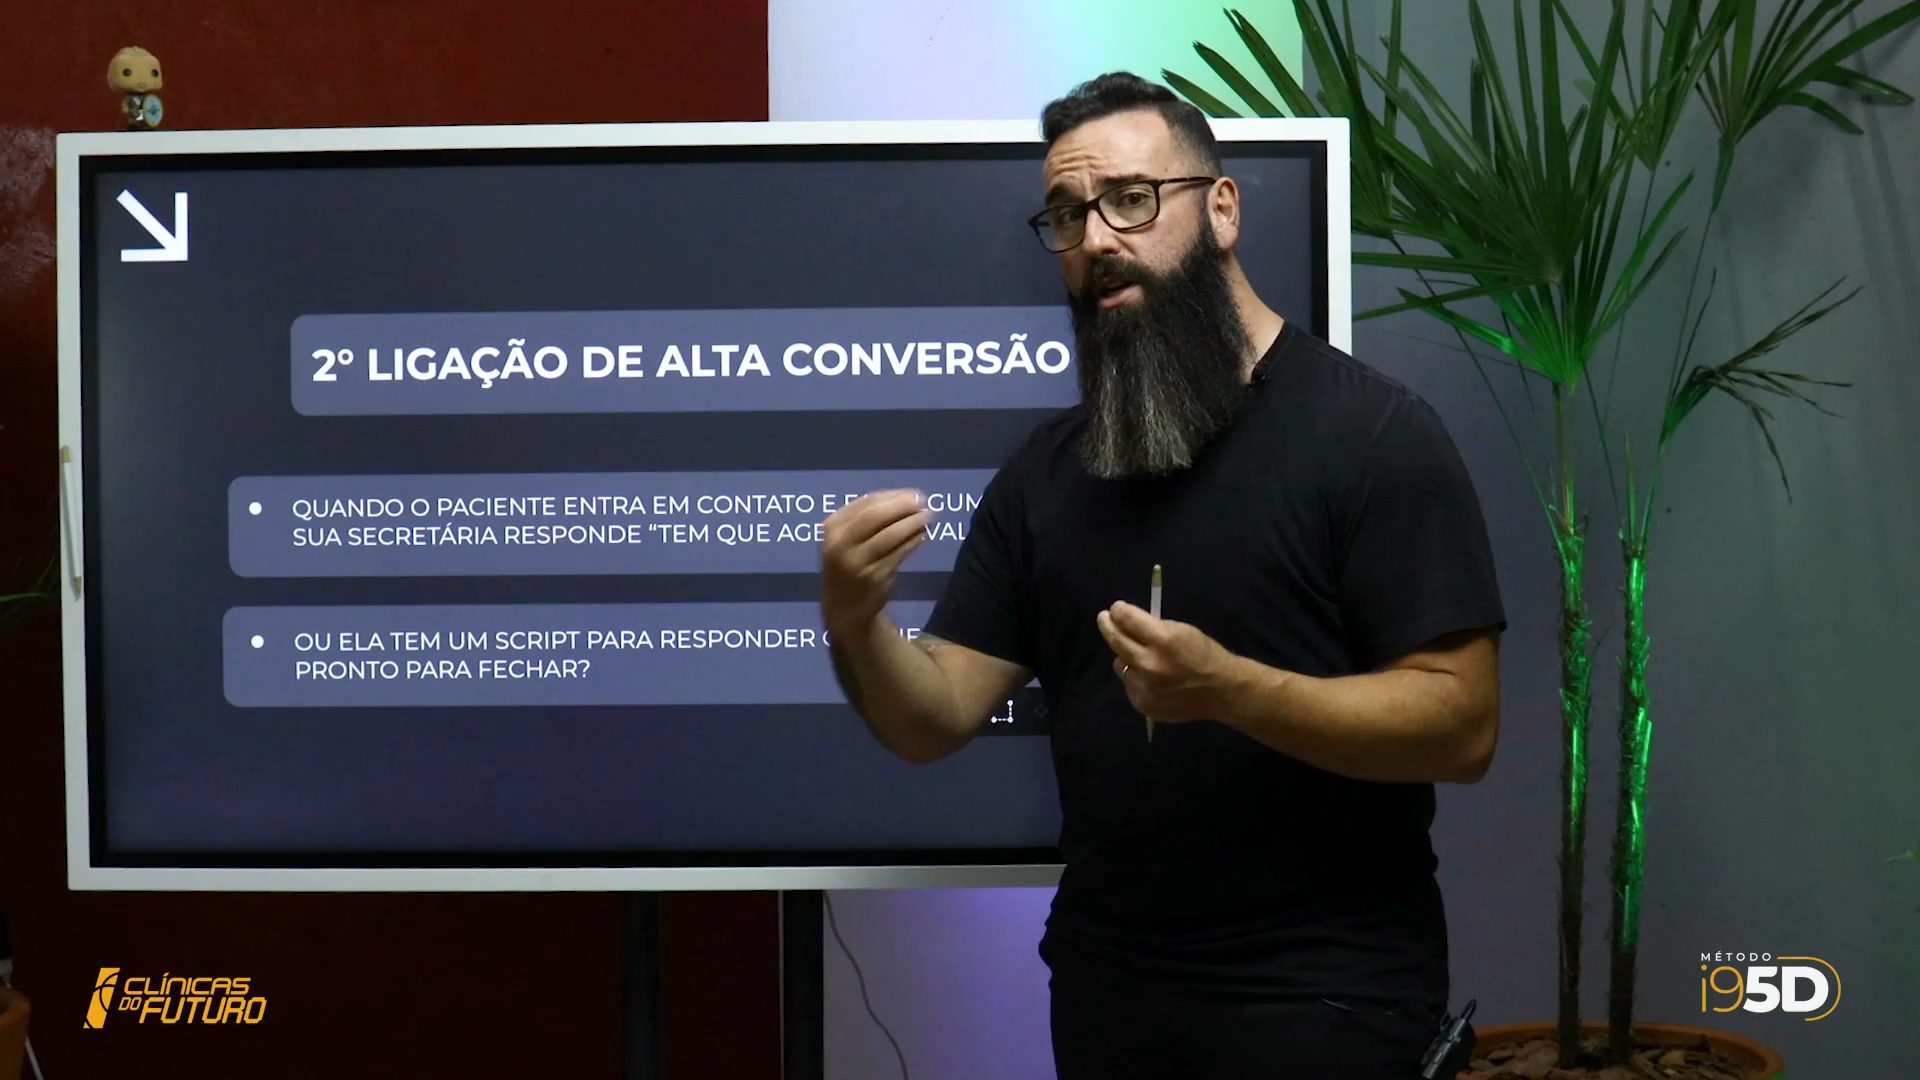 2º LIGAÇÃO DE ALTA CONVERSÃO
QUANDO O PACIENTE ENTRA EM CONTATO E
SUA SECRETÁRIA RESPONDE “TEM QUE
OU ELA TEM UM SCRIPT PARA RESPONDER
PRONTO PARA FECHAR?
CLÍNICAS
DO FUTURO
MÉTODO
i95D